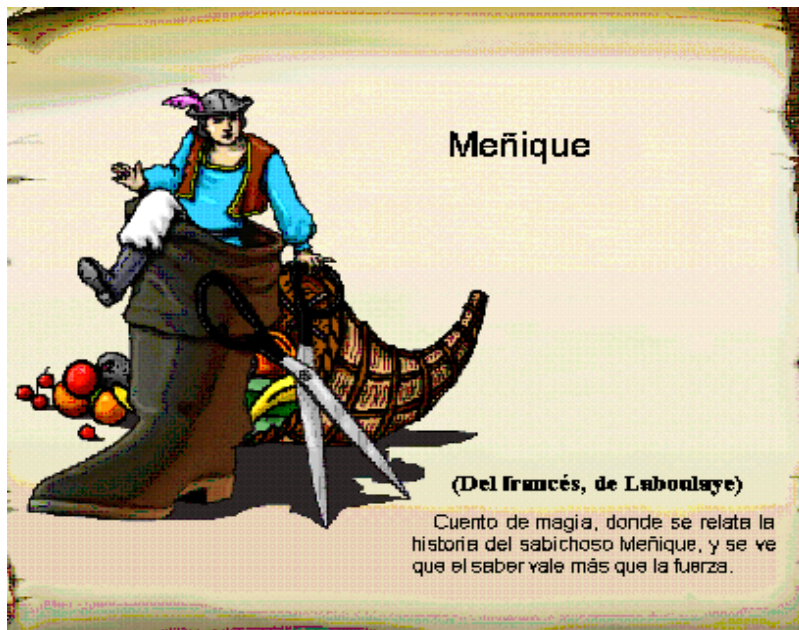 Meñique
(Del francés, de Laboulaye)
Cuento de magia, donde se relata la
historia del sabichoso Meñique, y se ve
que el saber vale más que la fuerza.